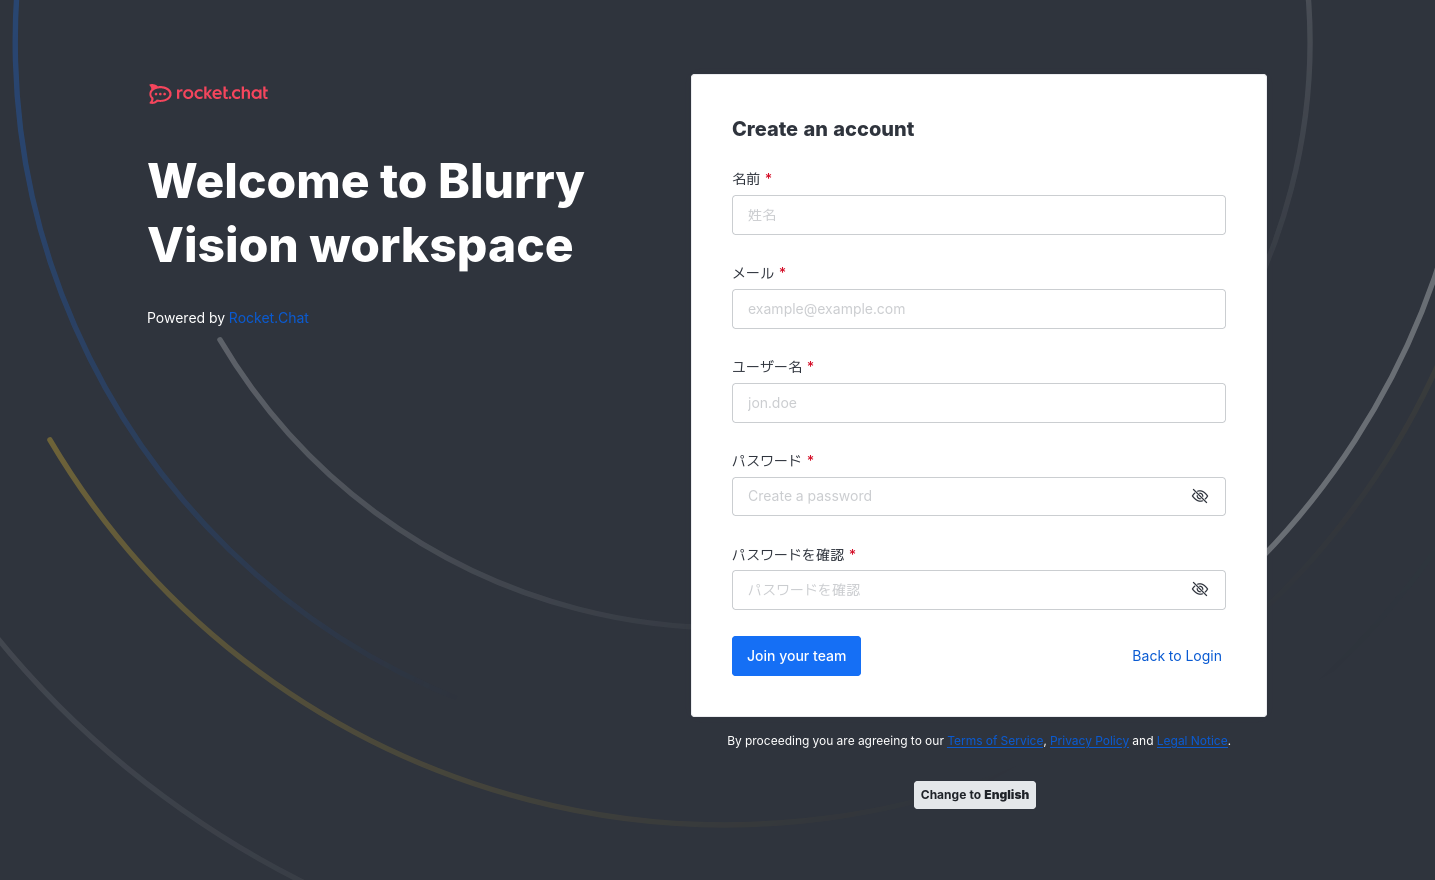 rocket.chat
Welcome to Blurry
Vision workspace
Powered by Rocket.Chat
Create an account
名前 *
姓名
メール *
example@example.com
ユーザー名 *
jon.doe
パスワード *
Create a password
パスワードを確認 *
パスワードを確認
Join your team
Back to Login
By proceeding you are agreeing to our Terms of Service, Privacy Policy and Legal Notice.
Change to English